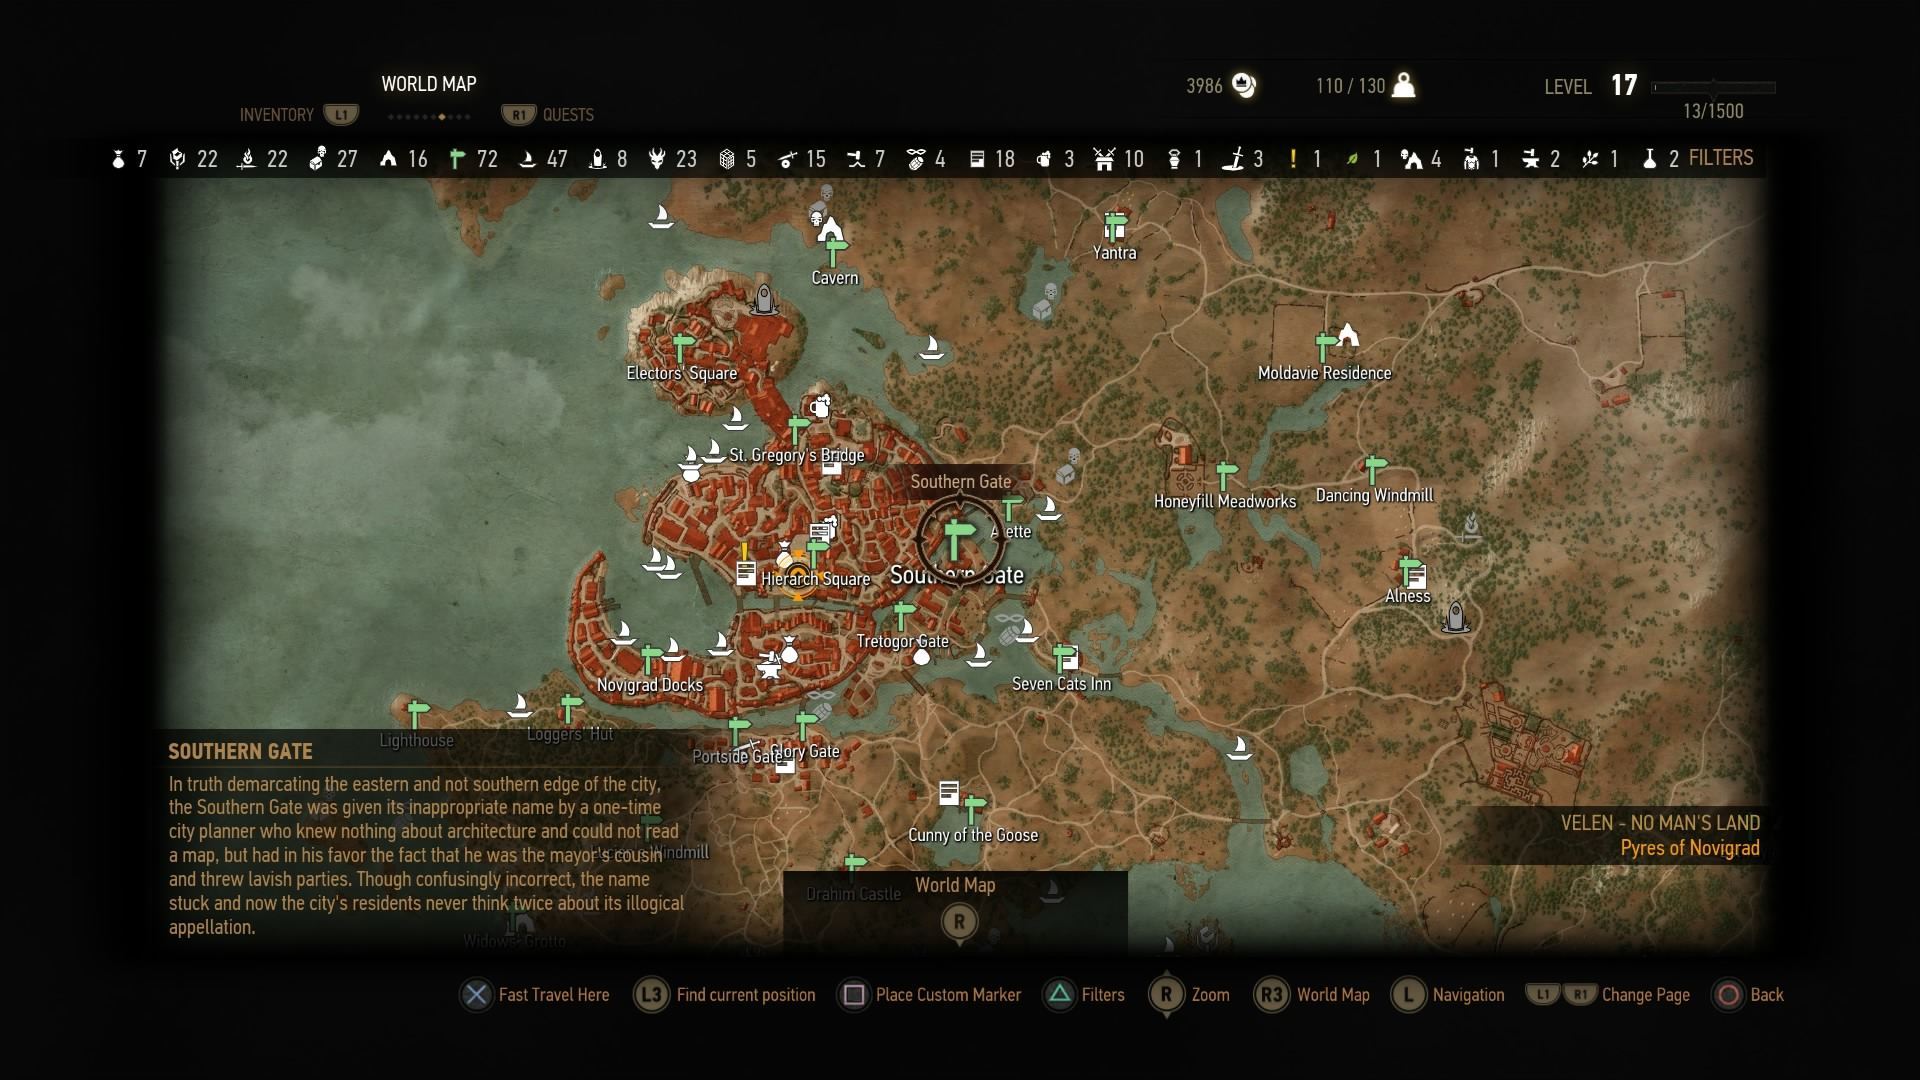 WORLD MAP
3986
110 / 130
LEVEL 17
13/1500
INVENTORY L1
R1 QUESTS
7 22 22 27 16 72 47 8 23 5 15 7 4 18 3 10 1 3 1 1 4 1 2 1 2 FILTERS
Yantra
Cavern
Electors' Square
Moldavie Residence
St. Gregory's Bridge
Southern Gate
Honeyfill Meadworks
Dancing Windmill
Hierarch Square
Southern Gate
Alness
Tretogor Gate
Novigrad Docks
Seven Cats Inn
Lighthouse
Loggers' Hut
Portside Gate
Glory Gate
Cunny of the Goose
Drahim Castle
Windmill
Widows' Grotto
SOUTHERN GATE
In truth demarcating the eastern and not southern edge of the city,
the Southern Gate was given its inappropriate name by a one-time
city planner who knew nothing about architecture and could not read
a map, but had in his favor the fact that he was the mayor's cousin
and threw lavish parties. Though confusingly incorrect, the name
stuck and now the city's residents never think twice about its illogical
appellation.
World Map
R
VELEN - NO MAN'S LAND
Pyres of Novigrad
Fast Travel Here
L3 Find current position
Place Custom Marker
Filters
R Zoom
R3 World Map
L Navigation
L1 R1 Change Page
Back